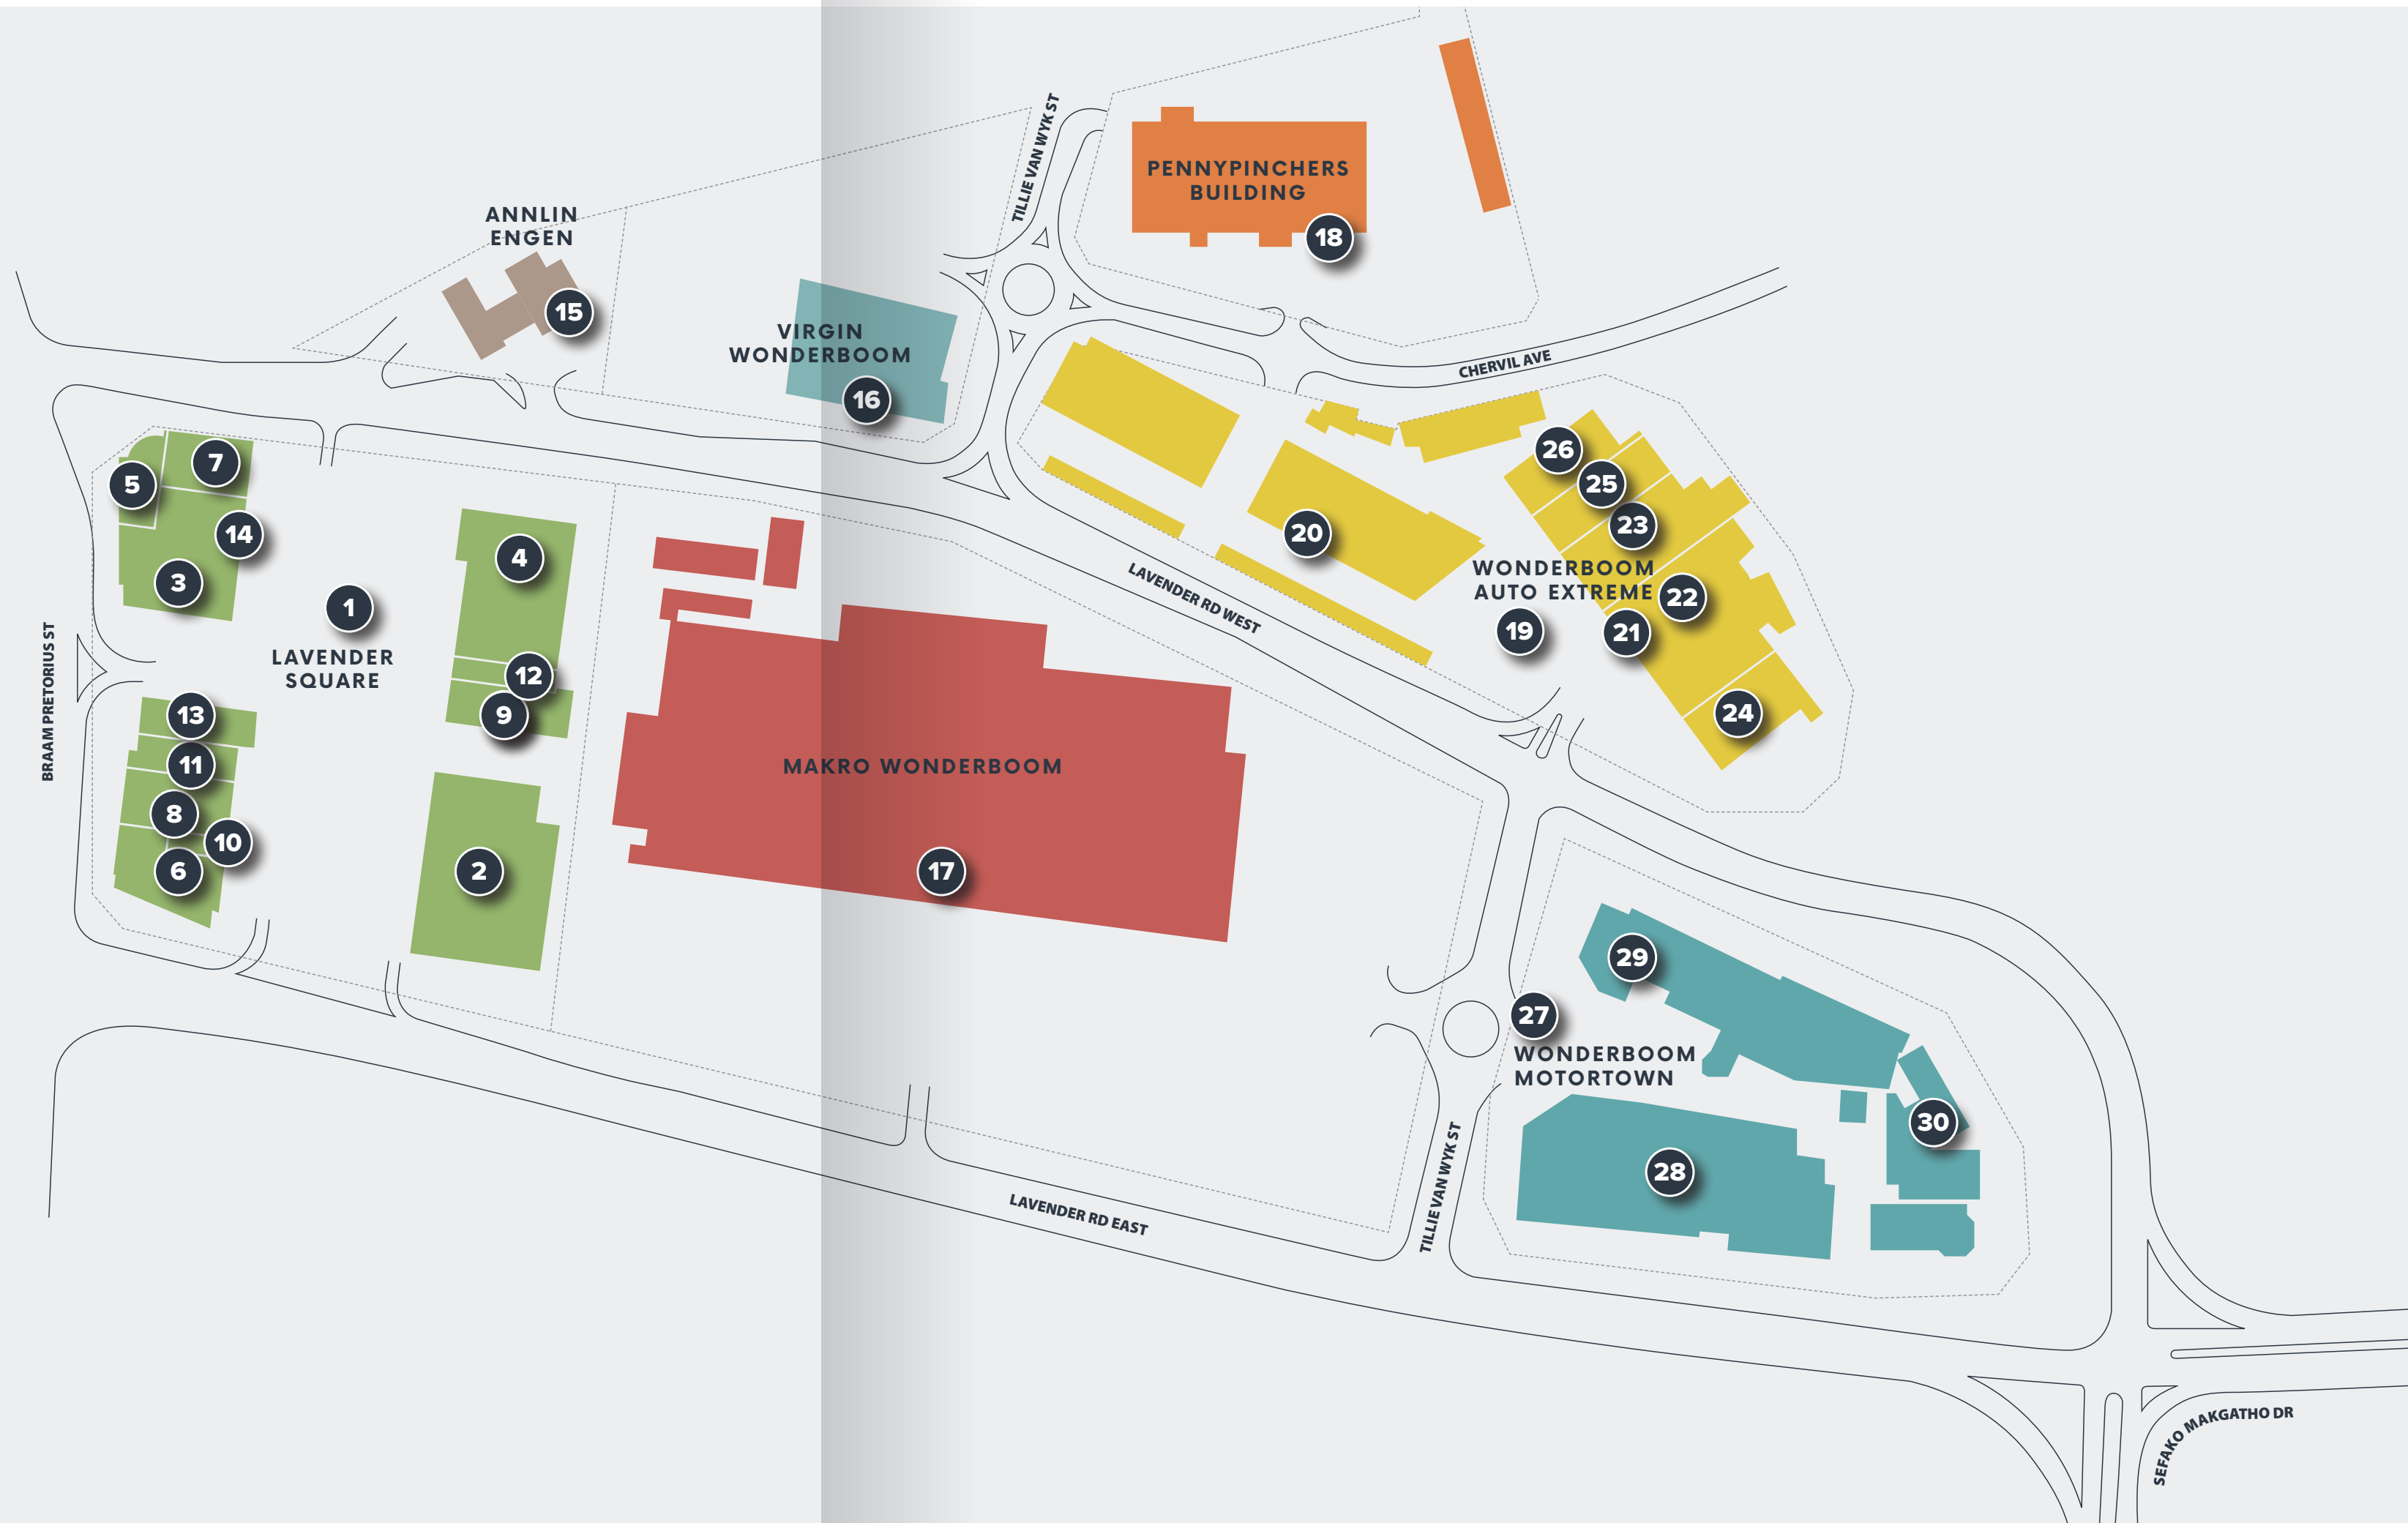 TILLIE VAN WYK ST
PENNYPINCHERS
BUILDING
18
ANNLIN
ENGEN
15
VIRGIN
WONDERBOOM
16
CHERVIL AVE
7
5
14
3
4
1
LAVENDER
SQUARE
12
9
BRAAM PRETORIUS ST
13
11
8
10
6
2
MAKRO WONDERBOOM
17
LAVENDER RD WEST
26
25
23
20
WONDERBOOM
AUTO EXTREME
22
19
21
24
29
27
WONDERBOOM
MOTORTOWN
30
28
TILLIE VAN WYK ST
LAVENDER RD EAST
SEFAKO MAKGATHO DR